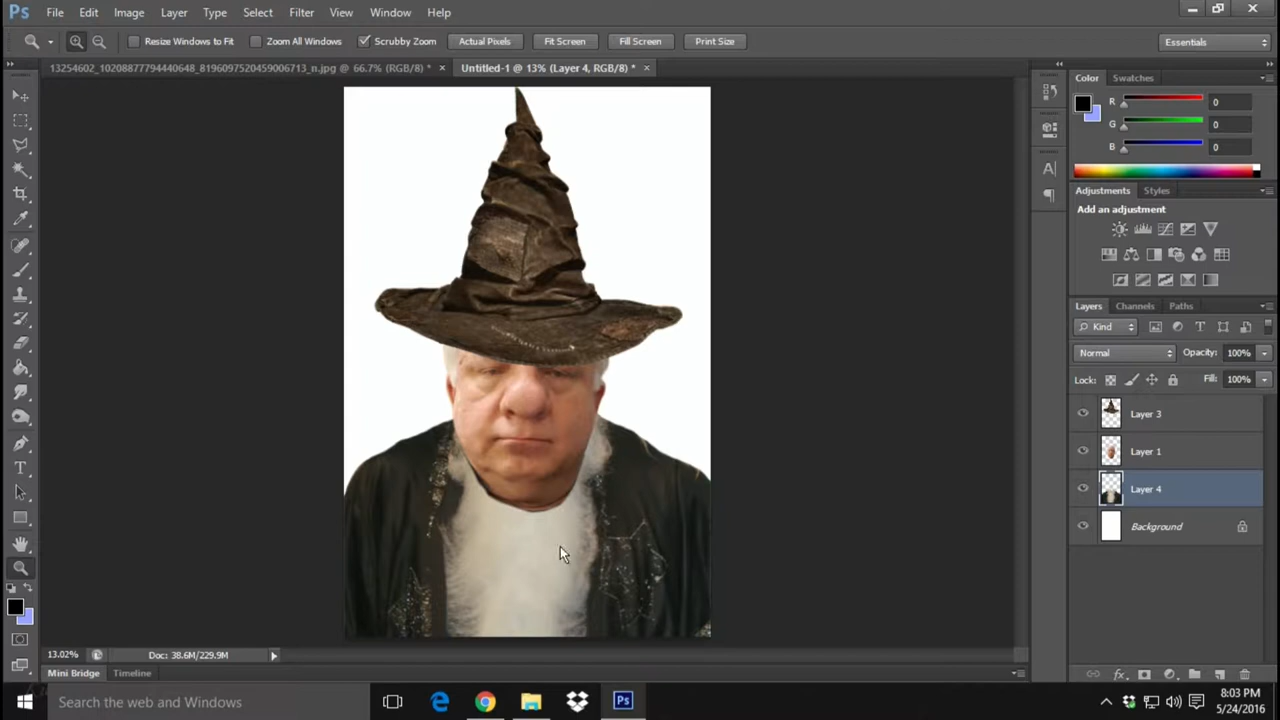 Ps File Edit Image Layer Type Select Filter View Window Help
Resize Windows to Fit Zoom All Windows Scrubby Zoom Actual Pixels Fit Screen Fill Screen Print Size Essentials
13254602_10208877794440648_8196097520459006713_n.jpg @ 66.7% (RGB/8) * × Untitled-1 @ 13% (Layer 4, RGB/8) * ×
Color Swatches
R 0
G 0
B 0
Adjustments Styles
Add an adjustment
Layers Channels Paths
Kind
Normal Opacity: 100%
Lock: Fill: 100%
Layer 3
Layer 1
Layer 4
Background
13.02% Doc: 38.6M/229.9M
Mini Bridge Timeline
Search the web and Windows
8:03 PM
5/24/2016